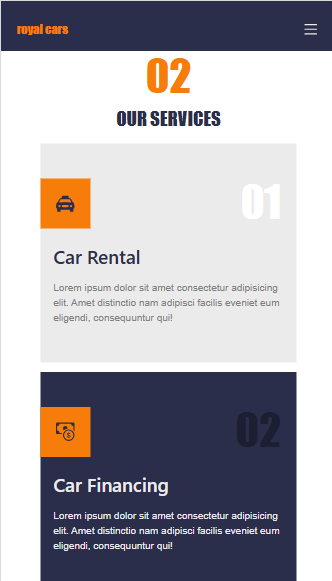 royal cars
02
OUR SERVICES
01
Car Rental
Lorem ipsum dolor sit amet consectetur adipisicing
elit. Amet distinctio nam adipisci facilis eveniet eum
eligendi, consequuntur qui!
02
Car Financing
Lorem ipsum dolor sit amet consectetur adipisicing
elit. Amet distinctio nam adipisci facilis eveniet eum
eligendi, consequuntur qui!